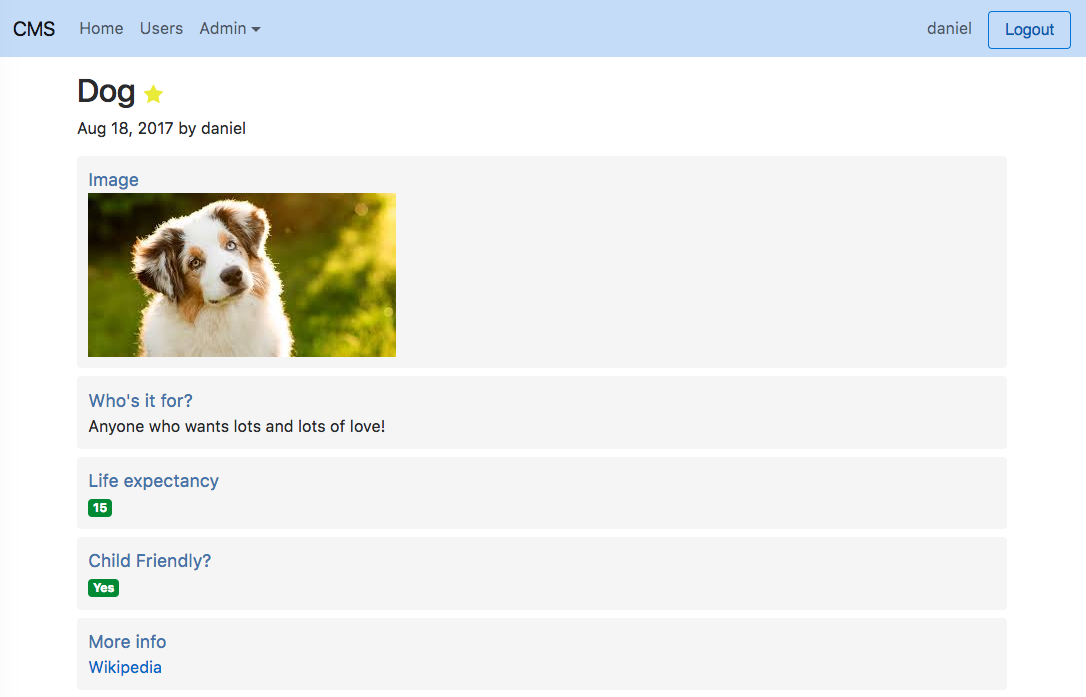 CMS Home Users Admin daniel Logout
Dog
Aug 18, 2017 by daniel
Image
Who's it for?
Anyone who wants lots and lots of love!
Life expectancy
15
Child Friendly?
Yes
More info
Wikipedia